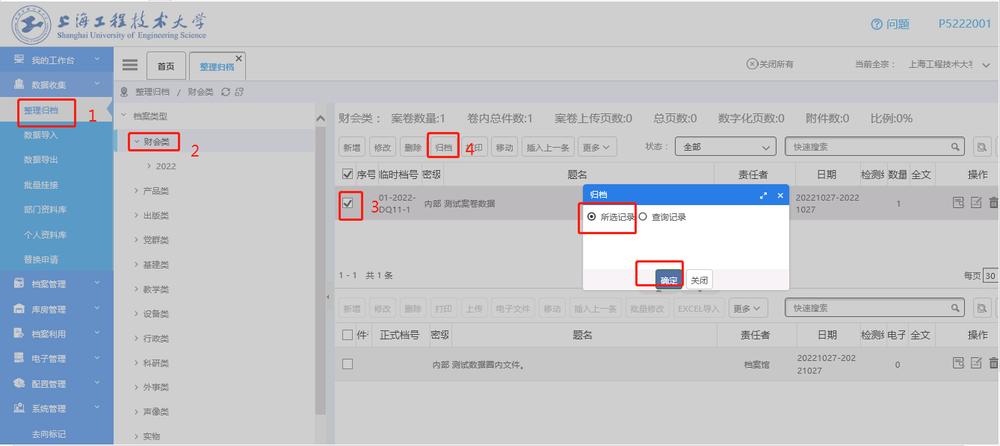 上海工程技术大学
Shanghai University of Engineering Science
问题
P5222001
我的工作台
数据收集
整理归档
1
数据导入
数据导出
批量挂接
部门资料库
个人资料库
替换申请
档案管理
库房管理
档案利用
电子管理
配置管理
系统管理
去向标记
首页
整理归档
关闭所有
当前全宗：
上海工程技术大学
整理归档 / 财会类
档案类型
财会类
2
2022
产品类
出版类
党群类
基建类
教学类
设备类
行政类
科研类
外事类
声像类
实物
财会类： 案卷数量:1 卷内总件数:1 案卷上传页数:0 总页数:0 数字化页数:0 附件数:0 比例:0%
新增 修改 删除 归档 4 印 移动 插入上一条 更多
状态： 全部
快速搜索
序号 临时档号 密级 题名 责任者 日期 检测 数量 全文 操作
3
01-2022-
DQ11-1
内部 测试案卷数据
20221027-2022
1027
1
归档
所选记录 查询记录
确定 关闭
1 - 1 共 1 条
每页 30
新增 修改 删除 打印 上传 电子文件 移动 插入上一条 批量修改 EXCEL导入 更多
快速搜索
件 正式档号 密级 题名 责任者 日期 检测 电子 全文 操作
内部 测试数据圈内文件。
档案馆
20221027-202
21027
0